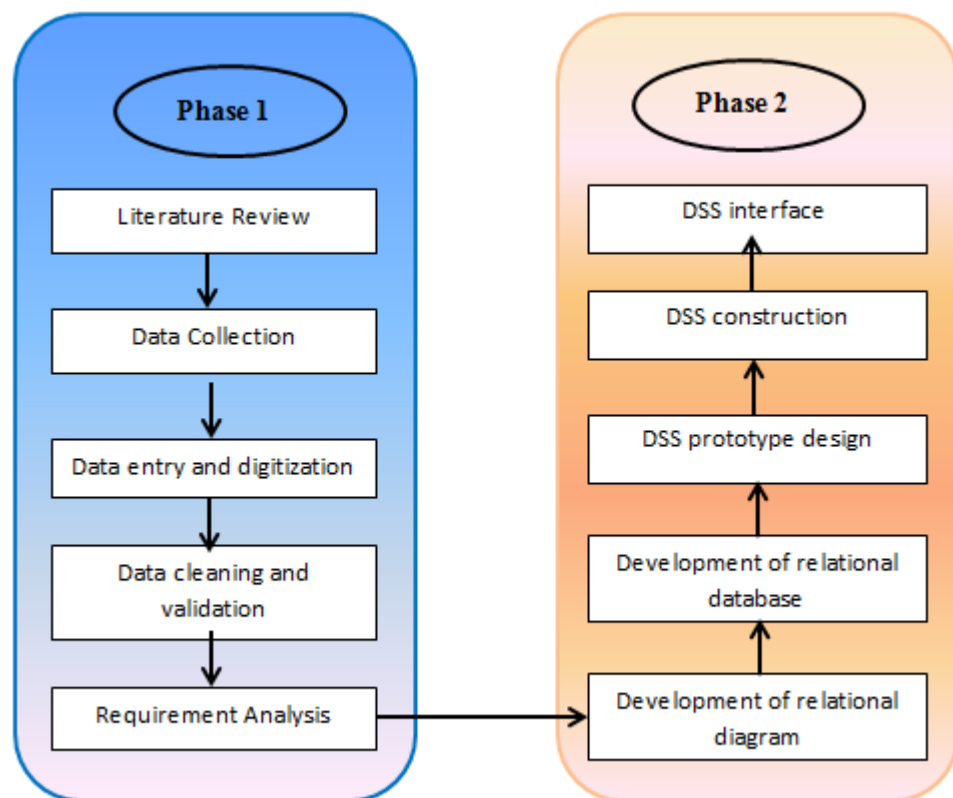 Phase 1
Literature Review
Data Collection
Data entry and digitization
Data cleaning and
validation
Requirement Analysis
Phase 2
DSS interface
DSS construction
DSS prototype design
Development of relational
database
Development of relational
diagram